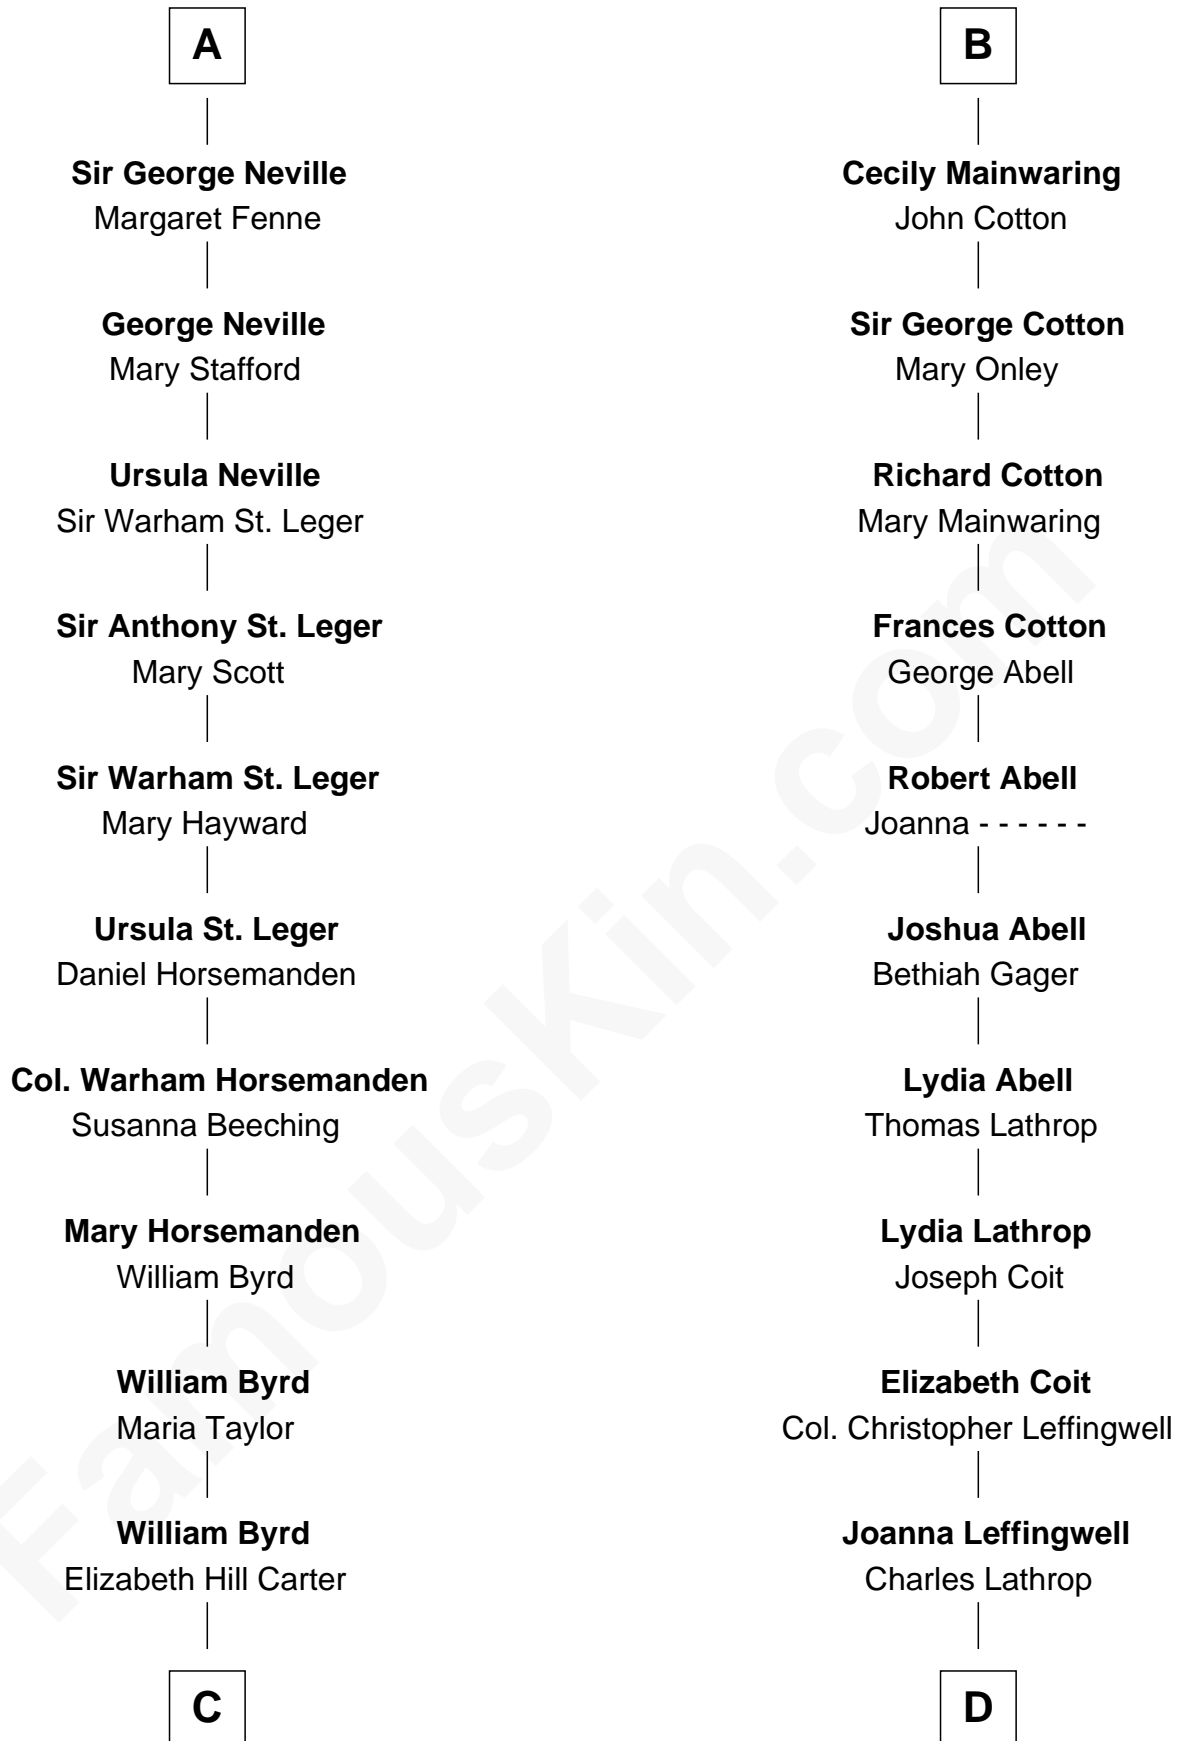 A
Sir George Neville
Margaret Fenne
George Neville
Mary Stafford
Ursula Neville
Sir Warham St. Leger
Sir Anthony St. Leger
Mary Scott
Sir Warham St. Leger
Mary Hayward
Ursula St. Leger
Daniel Horsemanden
Col. Warham Horsemanden
Susanna Beeching
Mary Horsemanden
William Byrd
William Byrd
Maria Taylor
William Byrd
Elizabeth Hill Carter
C
B
Cecily Mainwaring
John Cotton
Sir George Cotton
Mary Onley
Richard Cotton
Mary Mainwaring
Frances Cotton
George Abell
Robert Abell
Joanna - - - - - -
Joshua Abell
Bethiah Gager
Lydia Abell
Thomas Lathrop
Lydia Lathrop
Joseph Coit
Elizabeth Coit
Col. Christopher Leffingwell
Joanna Leffingwell
Charles Lathrop
D
FamousKin.com